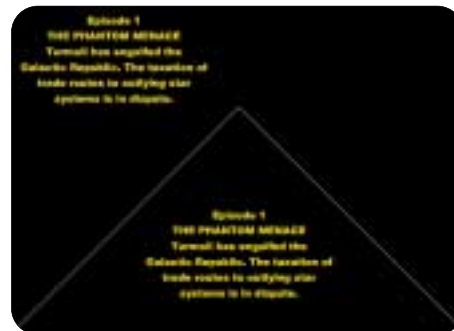 Episode 1
THE PHANTOM MENACE
Turmoil has engulfed the
Galactic Republic. The taxation of
trade routes to outlying star
systems is in dispute.
Episode 1
THE PHANTOM MENACE
Turmoil has engulfed the
Galactic Republic. The taxation of
trade routes to outlying star
systems is in dispute.